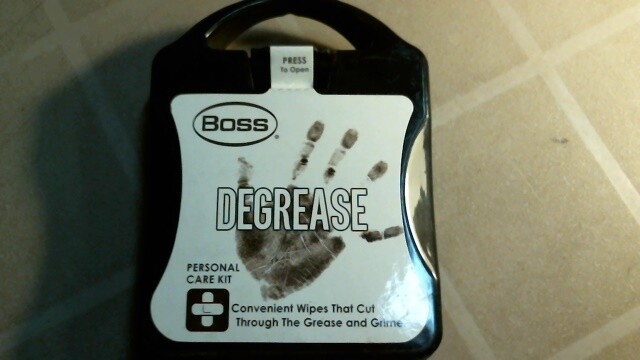 PRESS
To Open
BOSS
DEGREASE
PERSONAL
CARE KIT
Convenient Wipes That Cut
Through The Grease and Grime